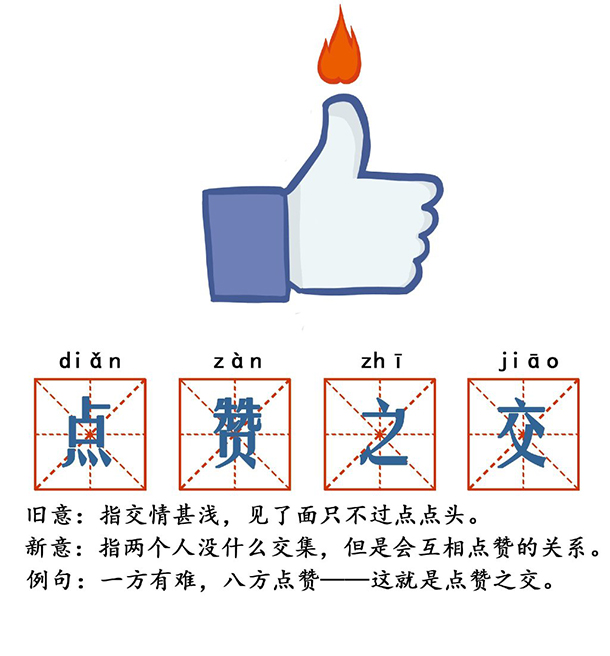 diǎn zàn zhī jiāo
点赞之交
旧意：指交情甚浅，见了面只不过点点头。
新意：指两个人没什么交集，但是会互相点赞的关系。
例句：一方有难，八方点赞——这就是点赞之交。